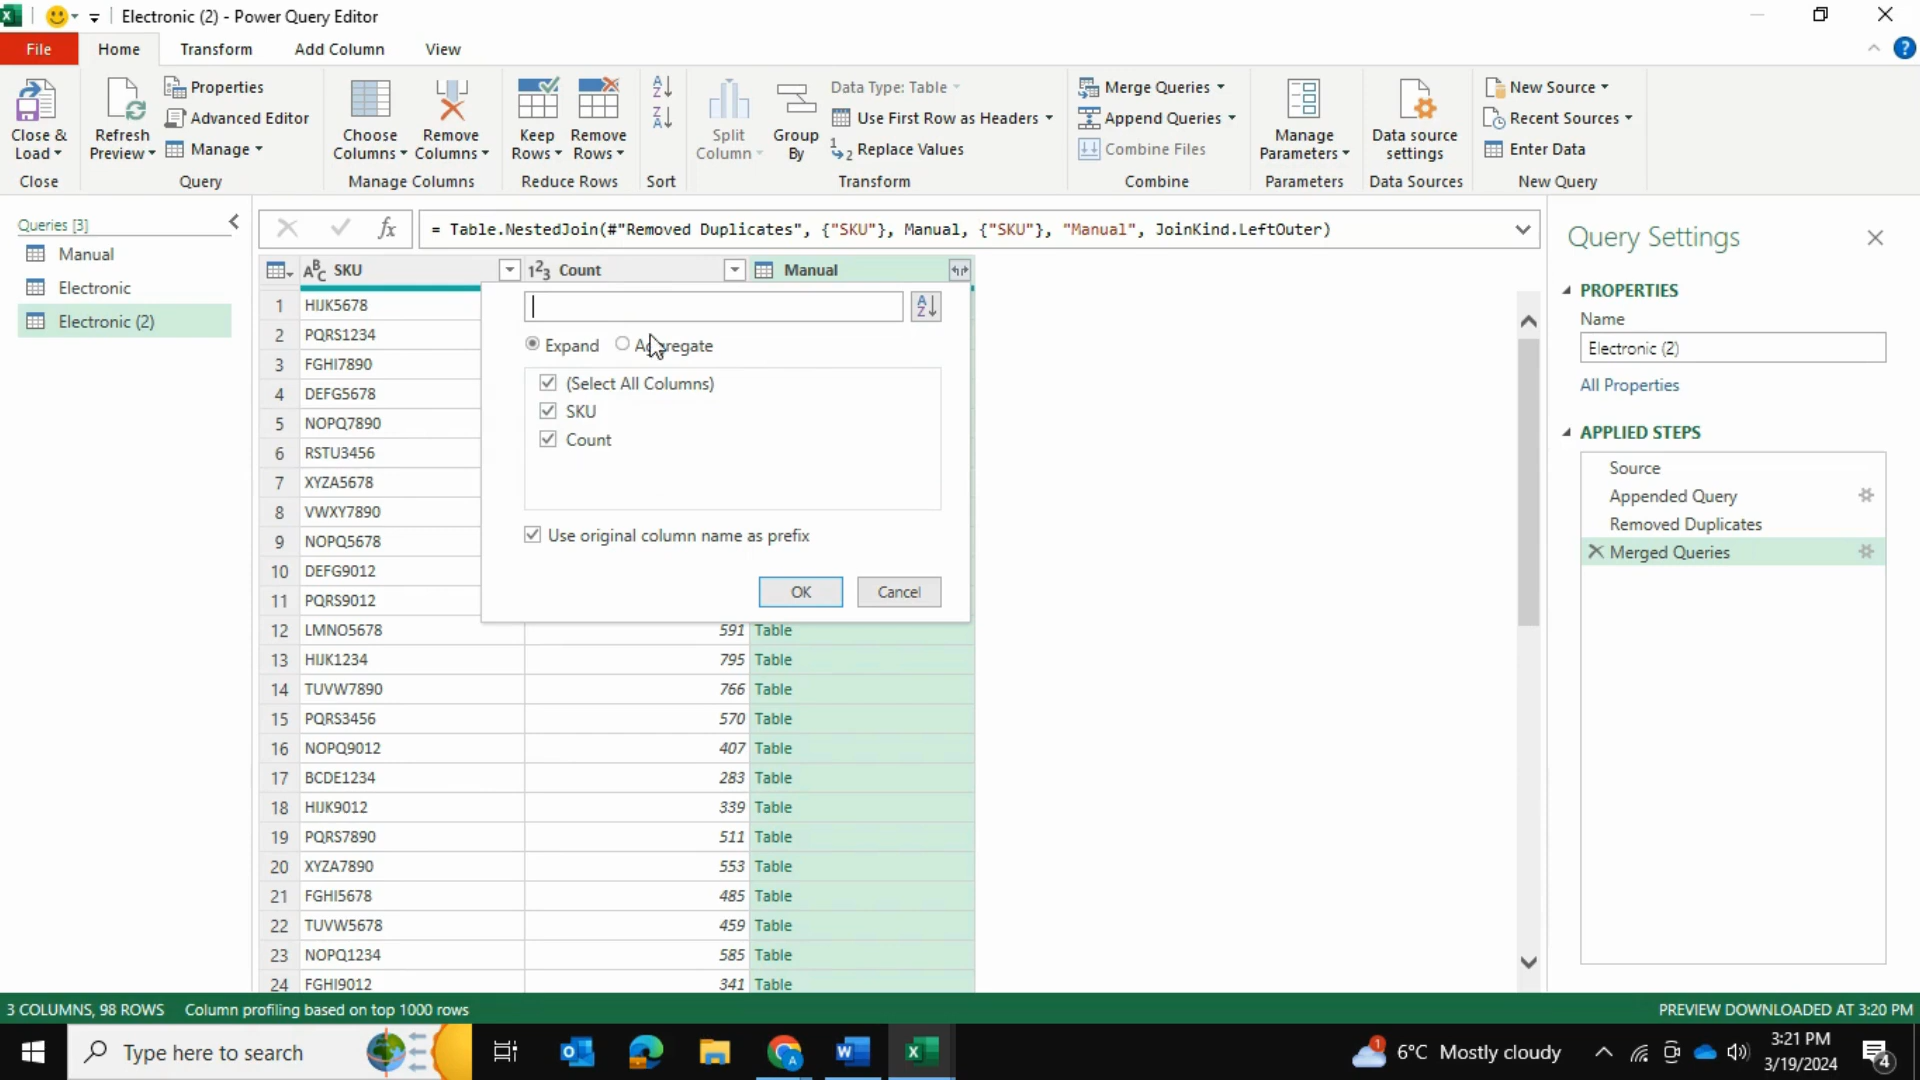 Electronic (2) - Power Query Editor
File Home Transform Add Column View
Close & Load
Close
Refresh Preview
Properties
Advanced Editor
Manage
Query
Choose Columns
Remove Columns
Manage Columns
Keep Rows
Remove Rows
Reduce Rows
Sort
Split Column
Group By
Data Type: Table
Use First Row as Headers
Replace Values
Transform
Merge Queries
Append Queries
Combine Files
Combine
Manage Parameters
Parameters
Data source settings
Data Sources
New Source
Recent Sources
Enter Data
New Query
Queries [3]
Manual
Electronic
Electronic (2)
= Table.NestedJoin(#"Removed Duplicates", {"SKU"}, Manual, {"SKU"}, "Manual", JoinKind.LeftOuter)
SKU Count Manual
1 HIJK5678
2 PQRS1234
3 FGHI7890
4 DEFG5678
5 NOPQ7890
6 RSTU3456
7 XYZA5678
8 VWXY7890
9 NOPQ5678
10 DEFG9012
11 PQRS9012
12 LMNO5678 591 Table
13 HIJK1234 795 Table
14 TUVW7890 766 Table
15 PQRS3456 570 Table
16 NOPQ9012 407 Table
17 BCDE1234 283 Table
18 HIJK9012 339 Table
19 PQRS7890 511 Table
20 XYZA7890 553 Table
21 FGHI5678 485 Table
22 TUVW5678 459 Table
23 NOPQ1234 585 Table
24 FGHI9012 341 Table
Expand Aggregate
(Select All Columns)
SKU
Count
Use original column name as prefix
OK Cancel
Query Settings
PROPERTIES
Name
Electronic (2)
All Properties
APPLIED STEPS
Source
Appended Query
Removed Duplicates
Merged Queries
3 COLUMNS, 98 ROWS Column profiling based on top 1000 rows
PREVIEW DOWNLOADED AT 3:20 PM
Type here to search
6°C Mostly cloudy
3:21 PM
3/19/2024
4